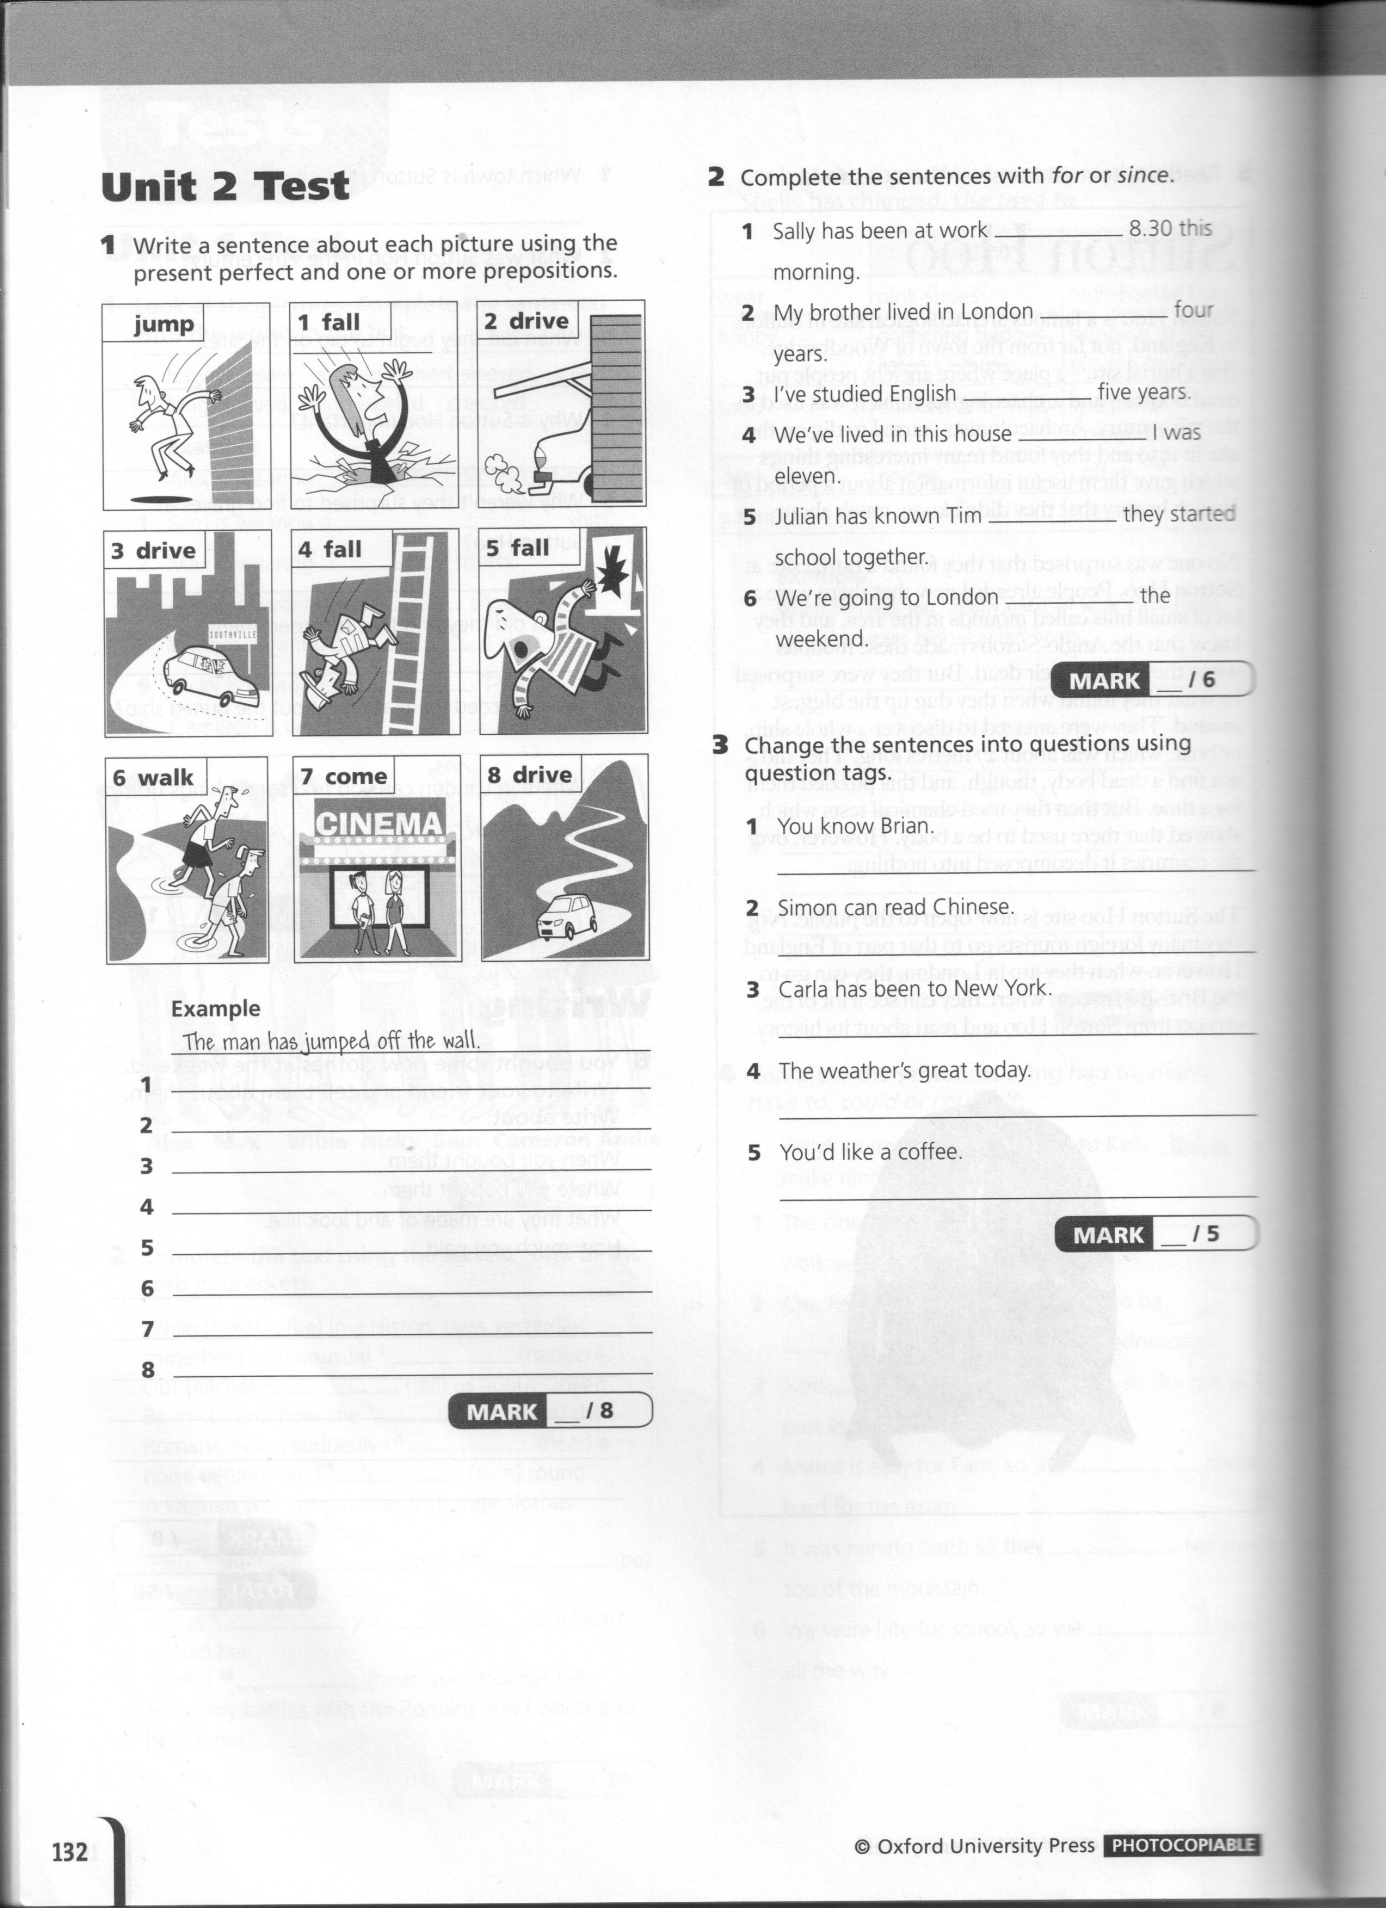 Unit 2 Test
1 Write a sentence about each picture using the
present perfect and one or more prepositions.
jump
1 fall
2 drive
3 drive
SOUTHVILLE
4 fall
5 fall
6 walk
7 come
CINEMA
8 drive
Example
The man has jumped off the wall.
1
2
3
4
5
6
7
8
MARK __ / 8
2 Complete the sentences with for or since.
1 Sally has been at work ____________ 8.30 this
morning.
2 My brother lived in London ____________ four
years.
3 I've studied English ____________ five years.
4 We've lived in this house ____________ I was
eleven.
5 Julian has known Tim ____________ they started
school together.
6 We're going to London ____________ the
weekend.
MARK __ / 6
3 Change the sentences into questions using
question tags.
1 You know Brian.
2 Simon can read Chinese.
3 Carla has been to New York.
4 The weather's great today.
5 You'd like a coffee.
MARK __ / 5
132
© Oxford University Press PHOTOCOPIABLE